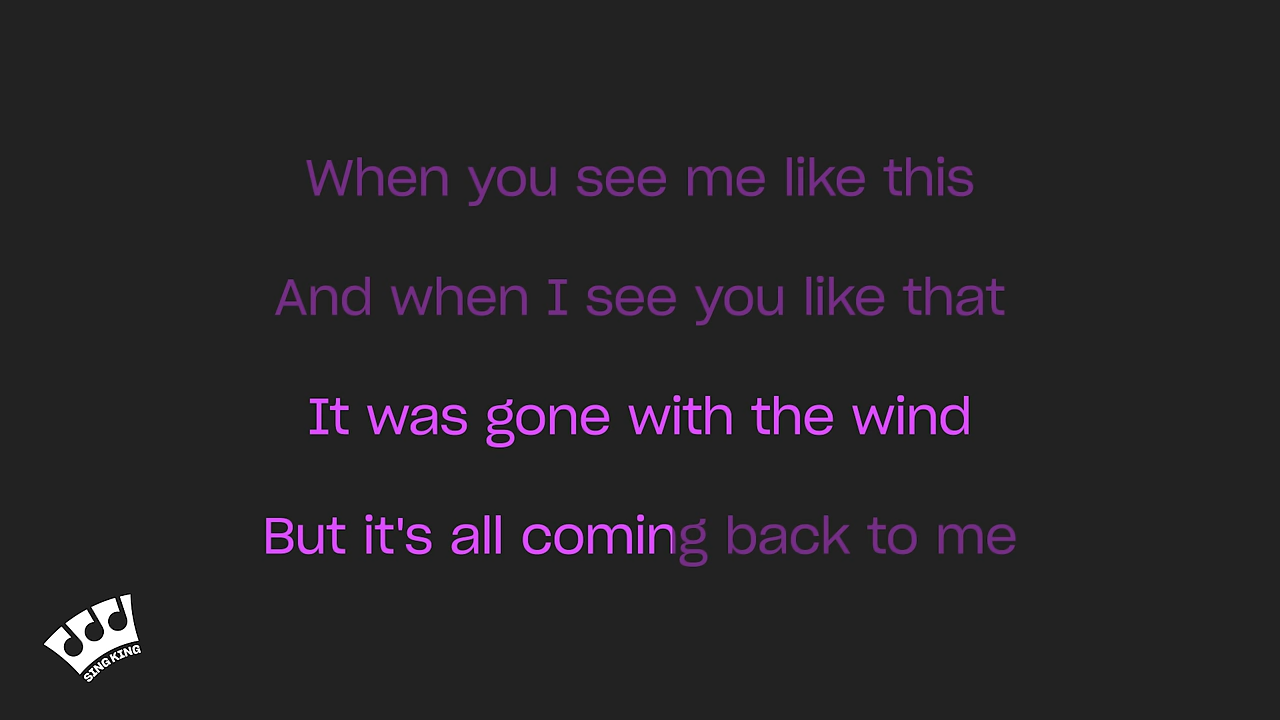 When you see me like this
And when I see you like that
It was gone with the wind
But it's all coming back to me
SING KING